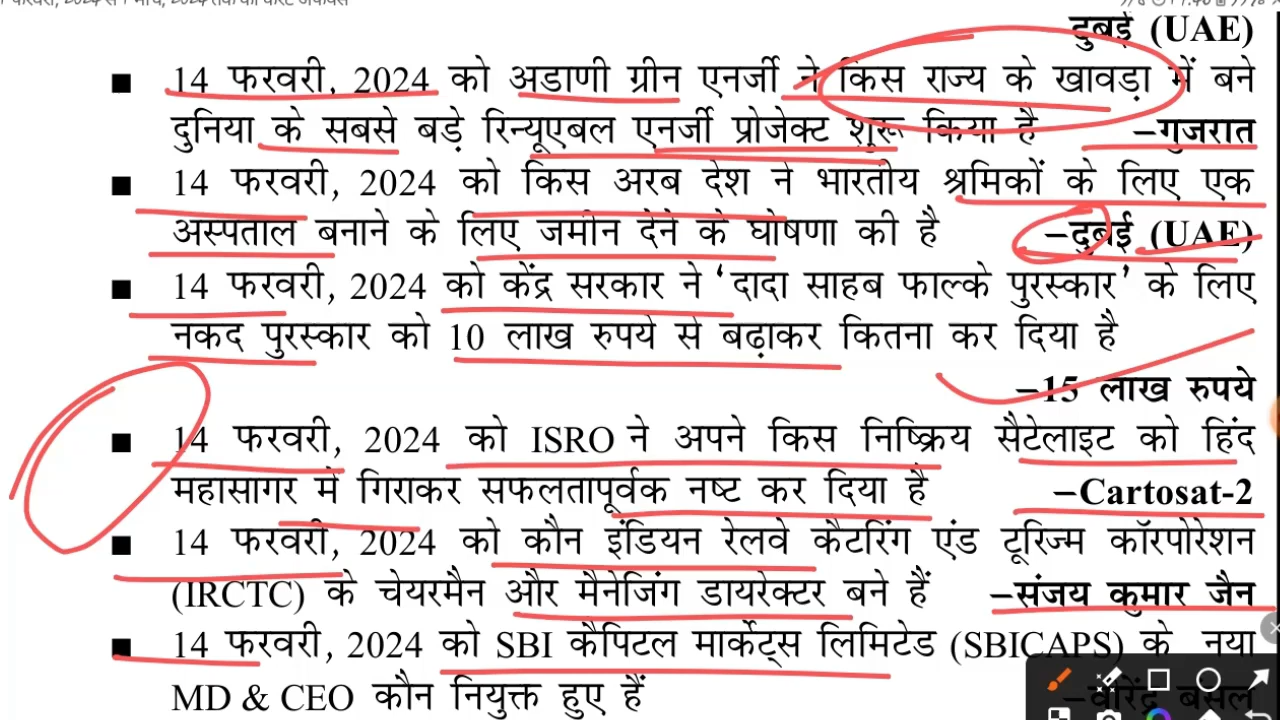 दुबई (UAE)
■ 14 फरवरी, 2024 को अडाणी ग्रीन एनर्जी ने किस राज्य के खावड़ा में बने
दुनिया के सबसे बड़े रिन्यूएबल एनर्जी प्रोजेक्ट शुरू किया है –गुजरात
■ 14 फरवरी, 2024 को किस अरब देश ने भारतीय श्रमिकों के लिए एक
अस्पताल बनाने के लिए जमीन देने के घोषणा की है –दुबई (UAE)
■ 14 फरवरी, 2024 को केंद्र सरकार ने ‘दादा साहब फाल्के पुरस्कार’ के लिए
नकद पुरस्कार को 10 लाख रुपये से बढ़ाकर कितना कर दिया है
–15 लाख रुपये
■ 14 फरवरी, 2024 को ISRO ने अपने किस निष्क्रिय सैटेलाइट को हिंद
महासागर में गिराकर सफलतापूर्वक नष्ट कर दिया है –Cartosat-2
■ 14 फरवरी, 2024 को कौन इंडियन रेलवे कैटरिंग एंड टूरिज्म कॉरपोरेशन
(IRCTC) के चेयरमैन और मैनेजिंग डायरेक्टर बने हैं –संजय कुमार जैन
■ 14 फरवरी, 2024 को SBI कैपिटल मार्केट्स लिमिटेड (SBICAPS) के नया
MD & CEO कौन नियुक्त हुए हैं